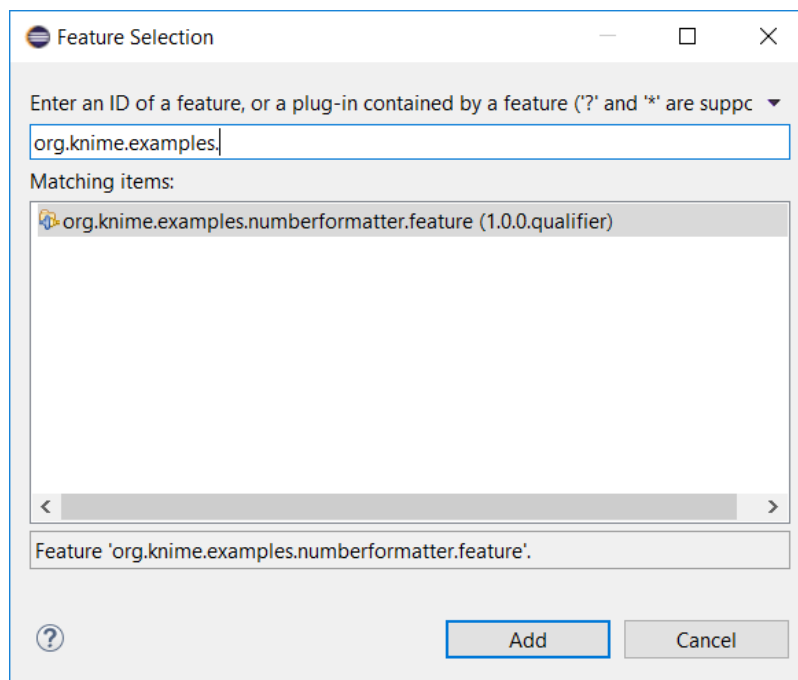 Feature Selection
Enter an ID of a feature, or a plug-in contained by a feature ('?' and '*' are suppo
org.knime.examples.
Matching items:
org.knime.examples.numberformatter.feature (1.0.0.qualifier)
Feature 'org.knime.examples.numberformatter.feature'.
?
Add Cancel